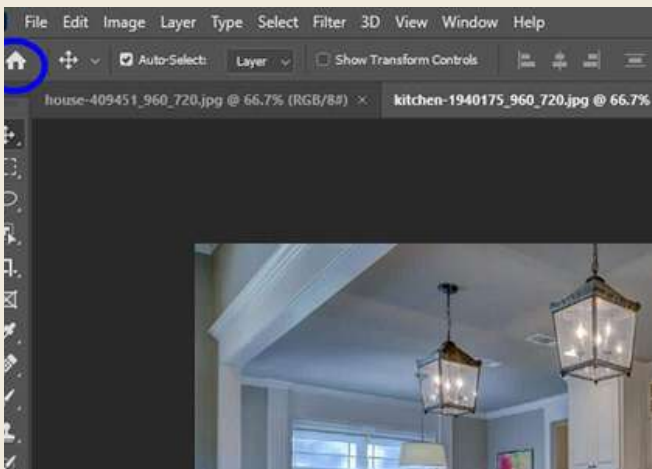 File Edit Image Layer Type Select Filter 3D View Window Help
Auto-Select: Layer Show Transform Controls
house-409451_960_720.jpg @ 66.7% (RGB/8#) × kitchen-1940175_960_720.jpg @ 66.7%